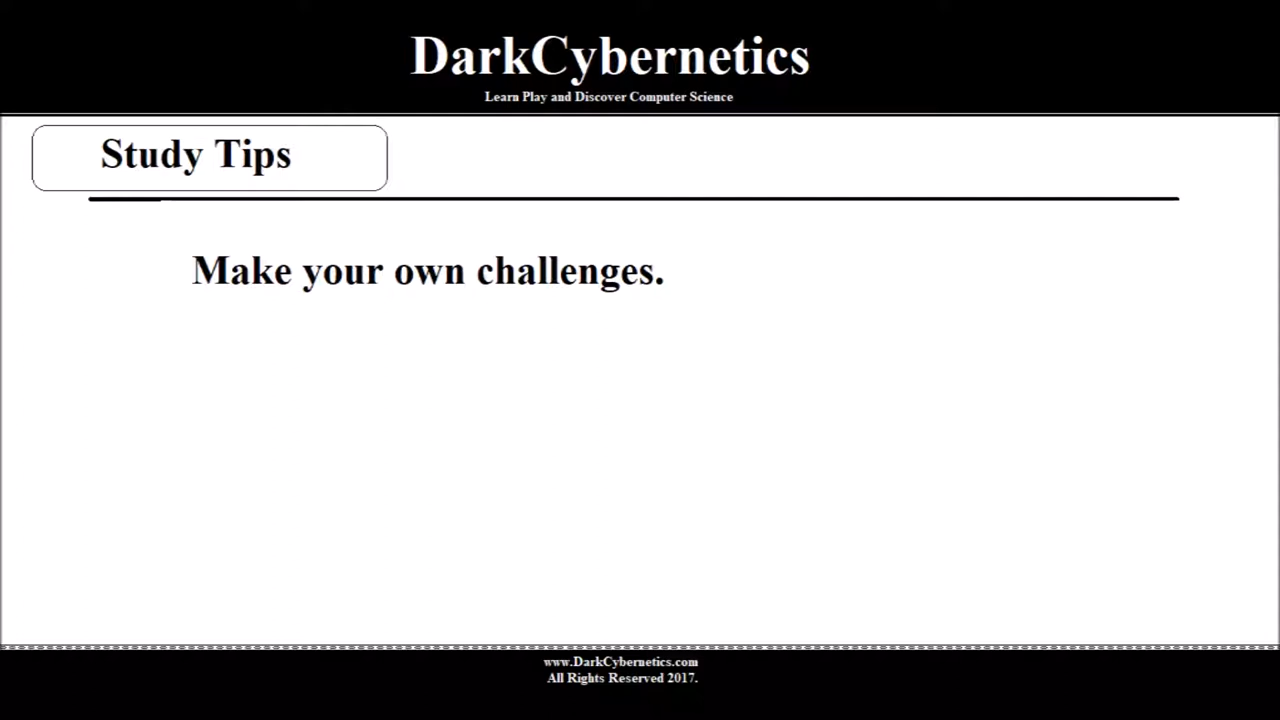 DarkCybernetics
Learn Play and Discover Computer Science
Study Tips
Make your own challenges.
www.DarkCybernetics.com
All Rights Reserved 2017.